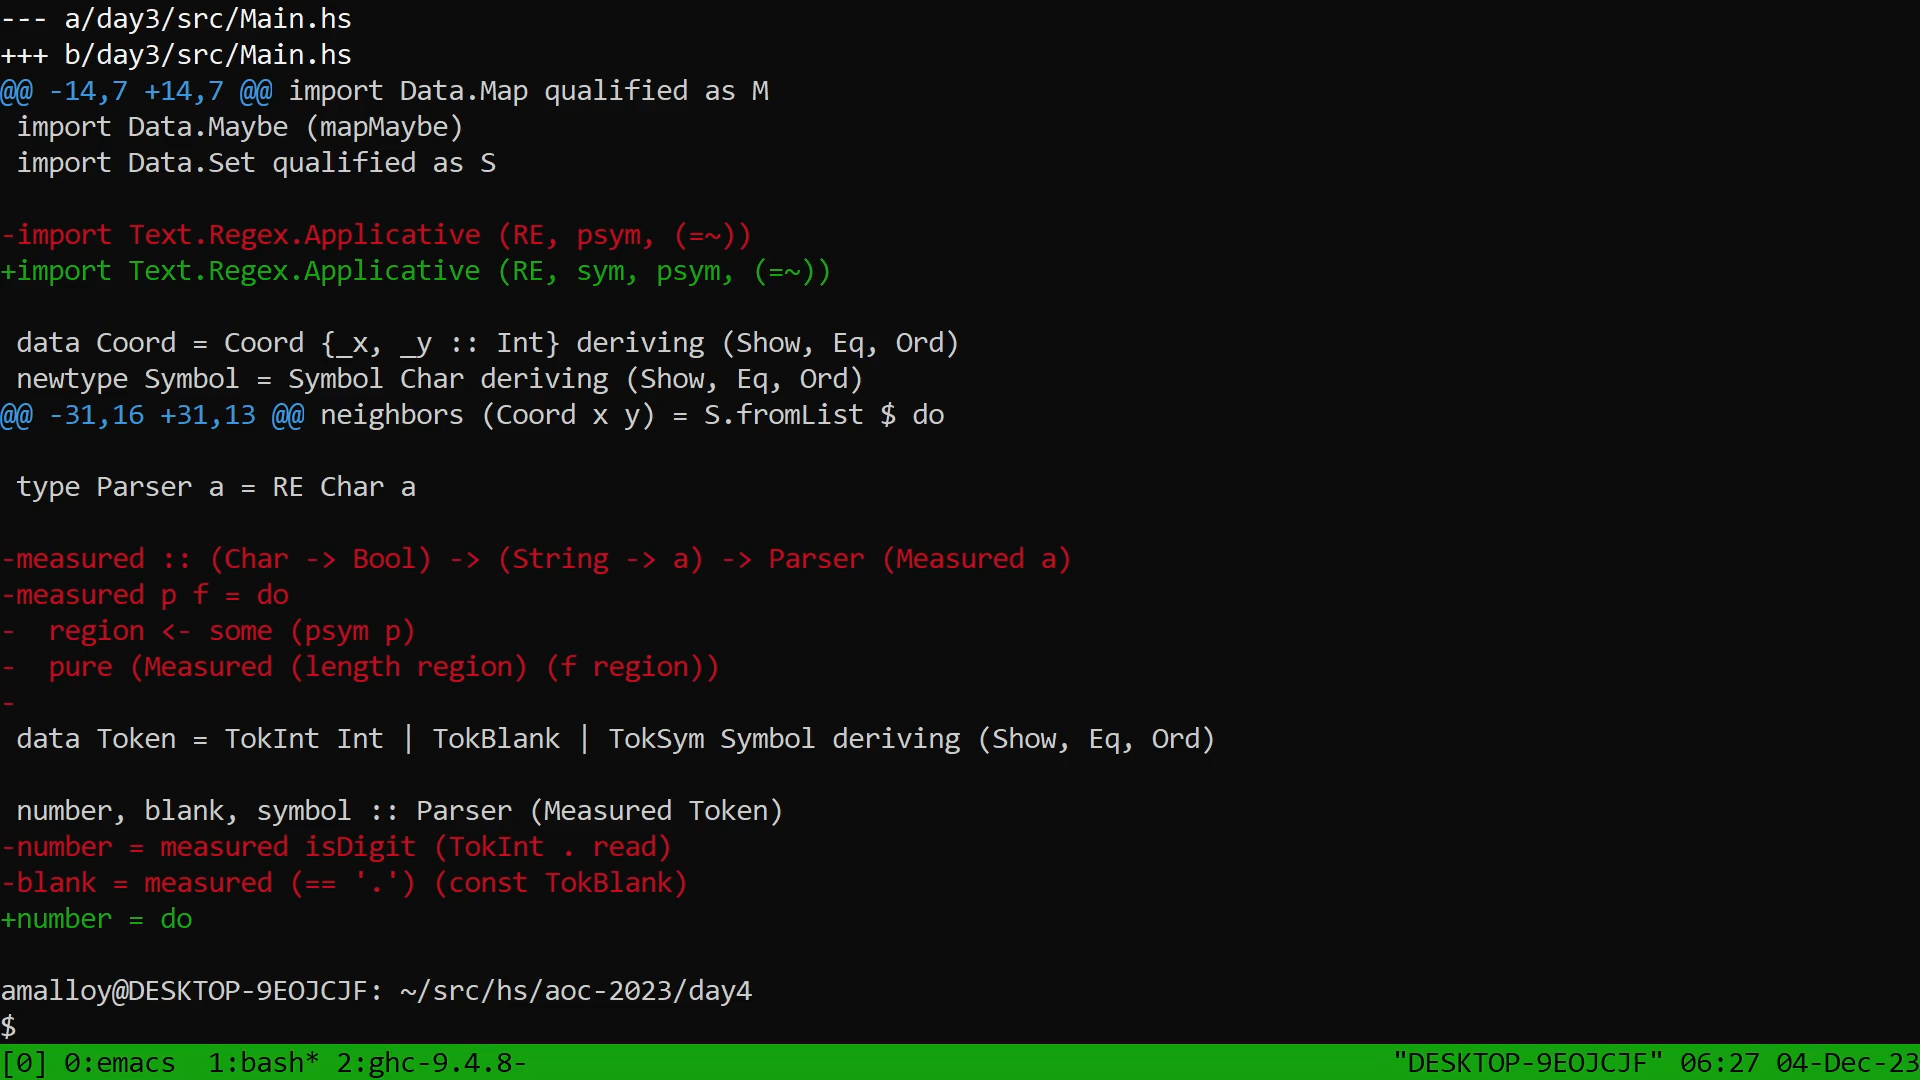 --- a/day3/src/Main.hs
+++ b/day3/src/Main.hs
@@ -14,7 +14,7 @@ import Data.Map qualified as M
 import Data.Maybe (mapMaybe)
 import Data.Set qualified as S

-import Text.Regex.Applicative (RE, psym, (=~))
+import Text.Regex.Applicative (RE, sym, psym, (=~))

 data Coord = Coord {_x, _y :: Int} deriving (Show, Eq, Ord)
 newtype Symbol = Symbol Char deriving (Show, Eq, Ord)
@@ -31,16 +31,13 @@ neighbors (Coord x y) = S.fromList $ do

 type Parser a = RE Char a

-measured :: (Char -> Bool) -> (String -> a) -> Parser (Measured a)
-measured p f = do
-  region <- some (psym p)
-  pure (Measured (length region) (f region))
-
 data Token = TokInt Int | TokBlank | TokSym Symbol deriving (Show, Eq, Ord)

 number, blank, symbol :: Parser (Measured Token)
-number = measured isDigit (TokInt . read)
-blank = measured (== '.') (const TokBlank)
+number = do

amalloy@DESKTOP-9EOJCJF: ~/src/hs/aoc-2023/day4
$
[0] 0:emacs  1:bash* 2:ghc-9.4.8- "DESKTOP-9EOJCJF" 06:27 04-Dec-23